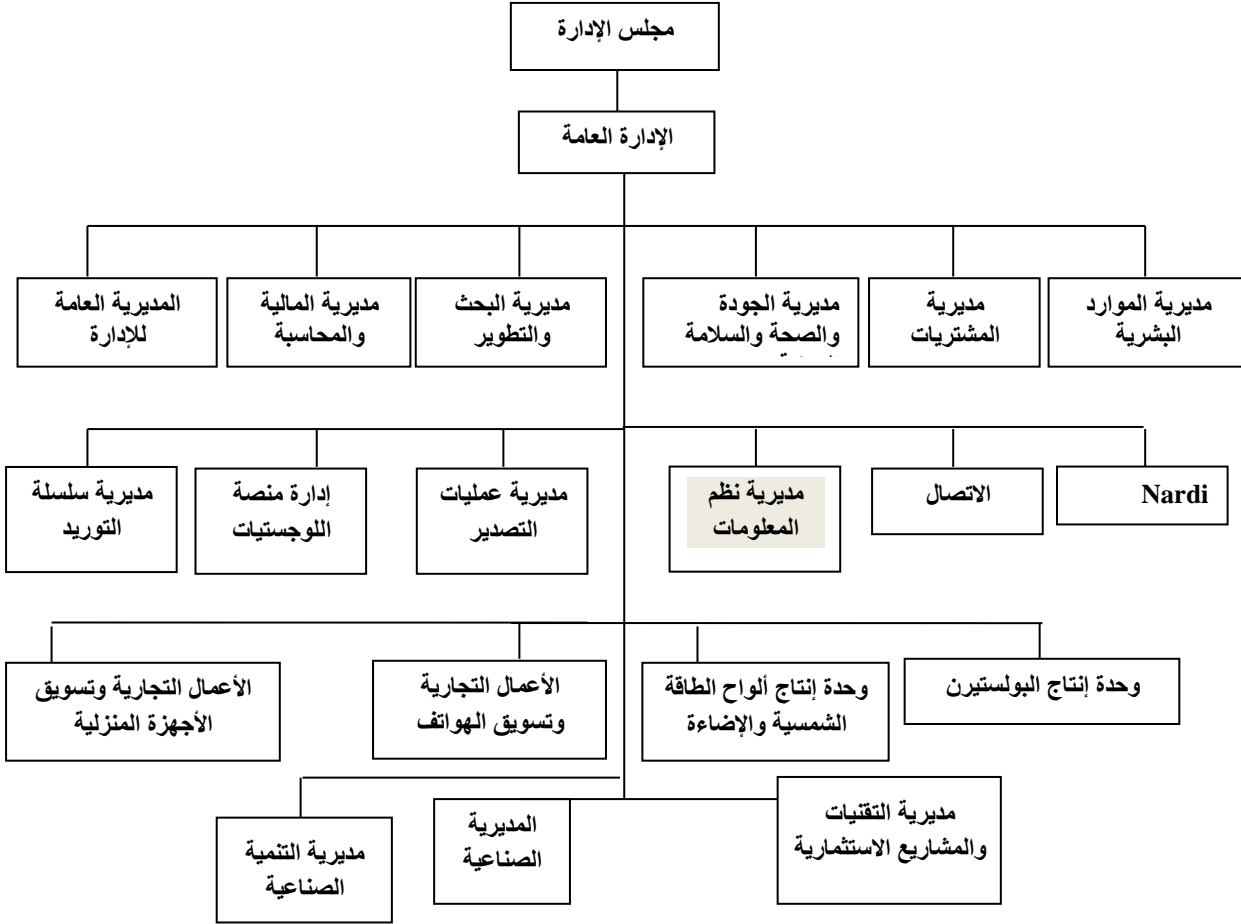 مجلس الإدارة
الإدارة العامة
مديرية الموارد
البشرية
مديرية
المشتريات
مديرية الجودة
والصحة والسلامة
مديرية البحث
والتطوير
مديرية المالية
والمحاسبة
المديرية العامة
للإدارة
Nardi
الاتصال
مديرية نظم
المعلومات
مديرية عمليات
التصدير
إدارة منصة
اللوجستيات
مديرية سلسلة
التوريد
وحدة إنتاج البولستيرن
وحدة إنتاج ألواح الطاقة
الشمسية والإضاءة
الأعمال التجارية
وتسويق الهواتف
الأعمال التجارية وتسويق
الأجهزة المنزلية
مديرية التقنيات
والمشاريع الاستثمارية
المديرية
الصناعية
مديرية التنمية
الصناعية